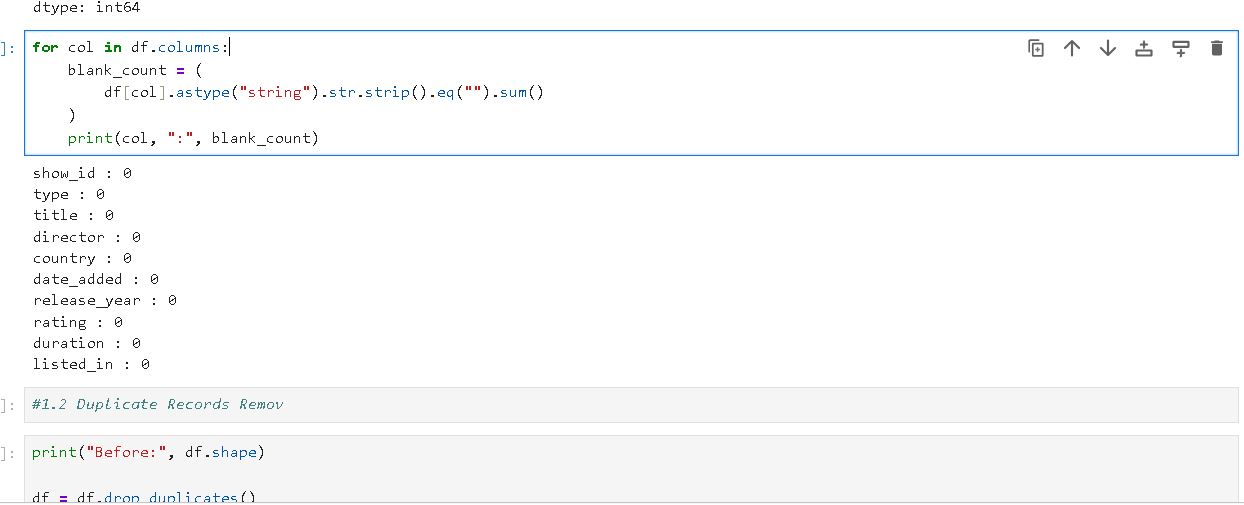 dtype: int64
]: for col in df.columns:
    blank_count = (
        df[col].astype("string").str.strip().eq("").sum()
    )
    print(col, ":", blank_count)
show_id : 0
type : 0
title : 0
director : 0
country : 0
date_added : 0
release_year : 0
rating : 0
duration : 0
listed_in : 0
]: #1.2 Duplicate Records Remov
]: print("Before:", df.shape)
df = df.drop_duplicates()